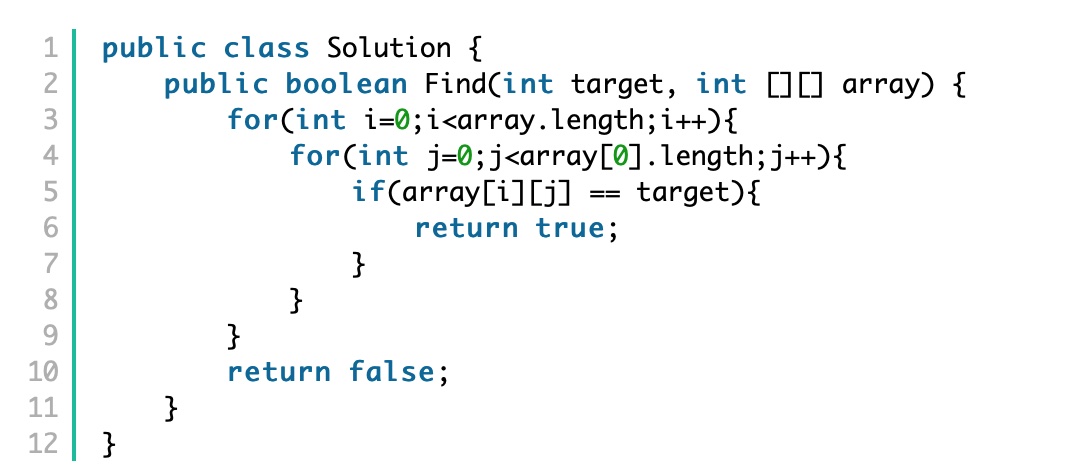 1 public class Solution {
2     public boolean Find(int target, int [][] array) {
3         for(int i=0;i<array.length;i++){
4             for(int j=0;j<array[0].length;j++){
5                 if(array[i][j] == target){
6                     return true;
7                 }
8             }
9         }
10         return false;
11     }
12 }